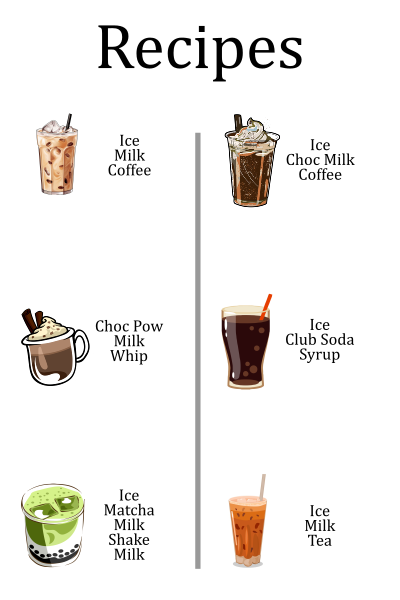 Recipes
Ice
Milk
Coffee
Ice
Choc Milk
Coffee
Choc Pow
Milk
Whip
Ice
Club Soda
Syrup
Ice
Matcha
Milk
Shake
Milk
Ice
Milk
Tea